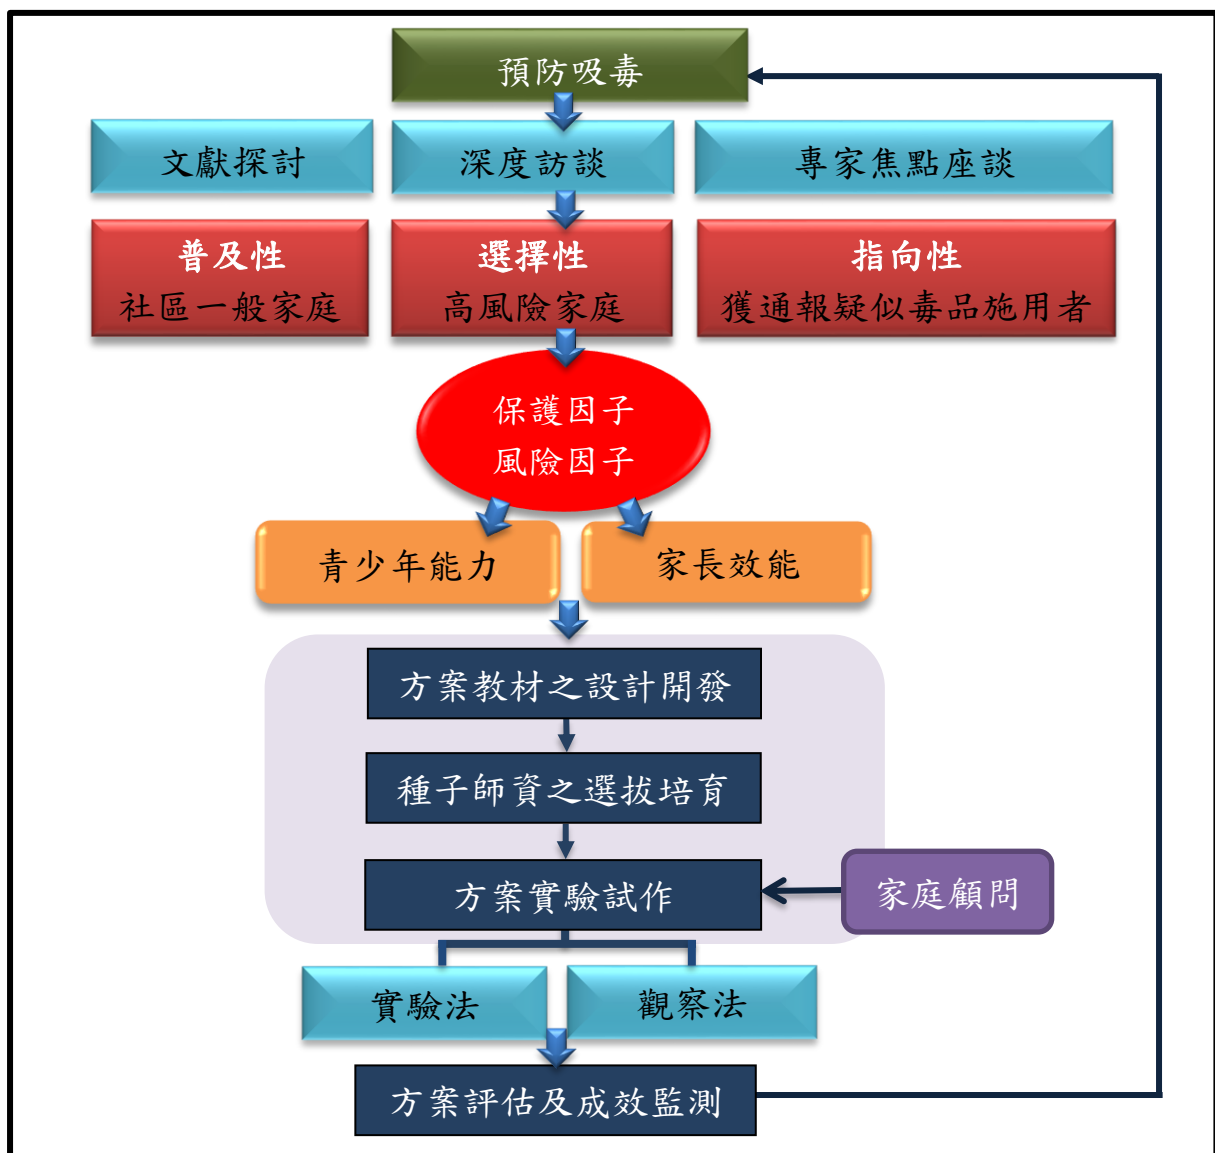 預防吸毒
文獻探討
深度訪談
專家焦點座談
普及性
社區一般家庭
選擇性
高風險家庭
指向性
獲通報疑似毒品施用者
保護因子
風險因子
青少年能力
家長效能
方案教材之設計開發
種子師資之選拔培育
方案實驗試作
家庭顧問
實驗法
觀察法
方案評估及成效監測